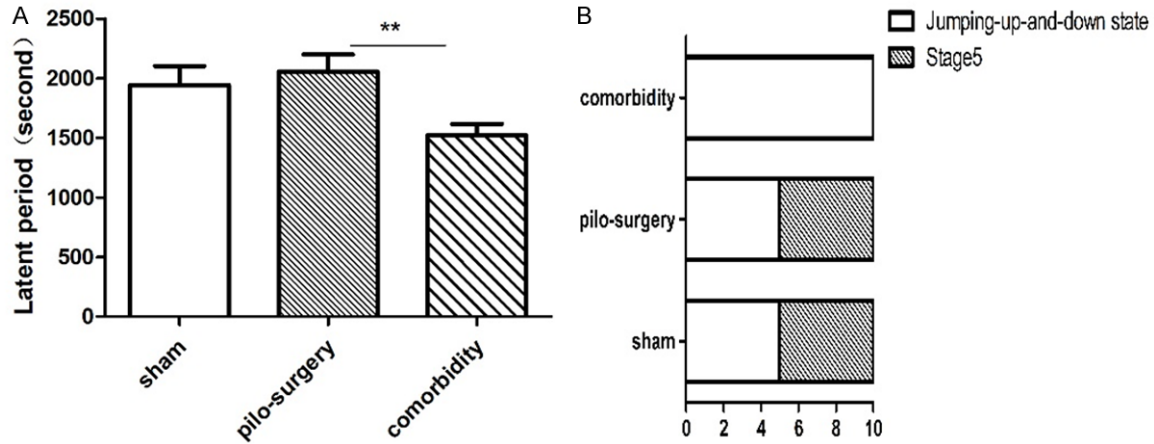 A
Latent period（second）
2500
2000
1500
1000
500
0
**
sham
pilo-surgery
comorbidity
B
Jumping-up-and-down state
Stage5
comorbidity
pilo-surgery
sham
0 2 4 6 8 10